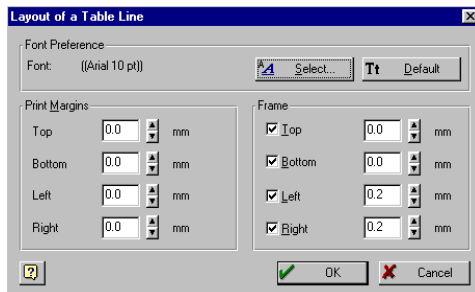 Layout of a Table Line
Font Preference
Font: ((Arial 10 pt)) AA Select... Tt Default
Print Margins Frame
Top 0.0 mm Top 0.0 mm
Bottom 0.0 mm Bottom 0.0 mm
Left 0.0 mm Left 0.2 mm
Right 0.0 mm Right 0.2 mm
? OK Cancel